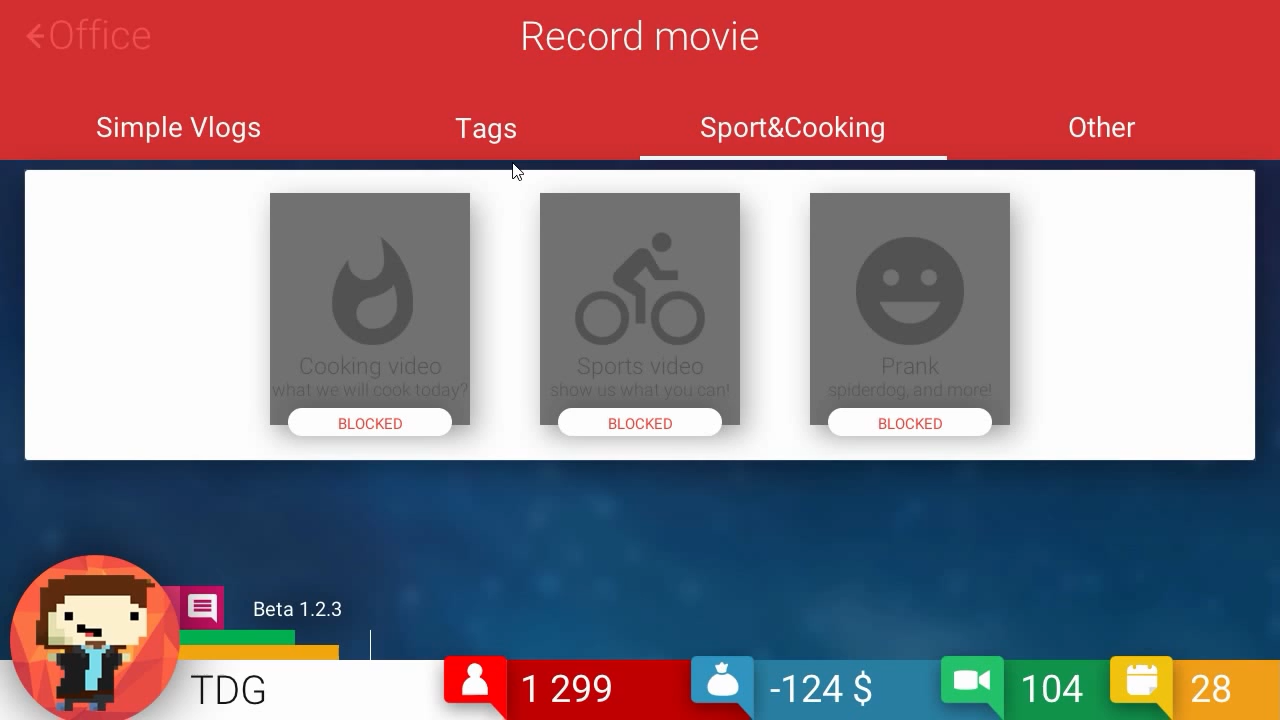 Office
Record movie
Simple Vlogs
Tags
Sport&Cooking
Other
Cooking video
what we will cook today?
BLOCKED
Sports video
show us what you can!
BLOCKED
Prank
spiderdog, and more!
BLOCKED
Beta 1.2.3
TDG
1 299
-124 $
104
28